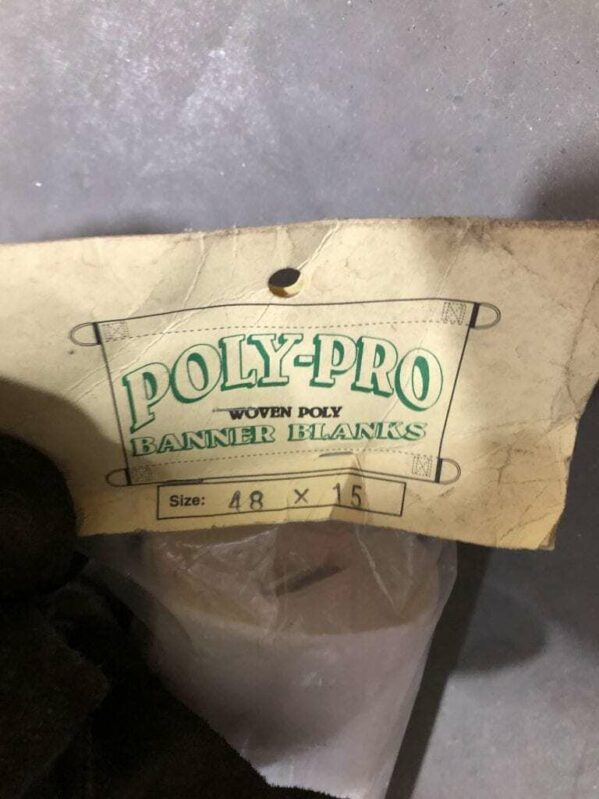 POLY-PRO
WOVEN POLY
BANNER BLANKS
Size: 48 X 15